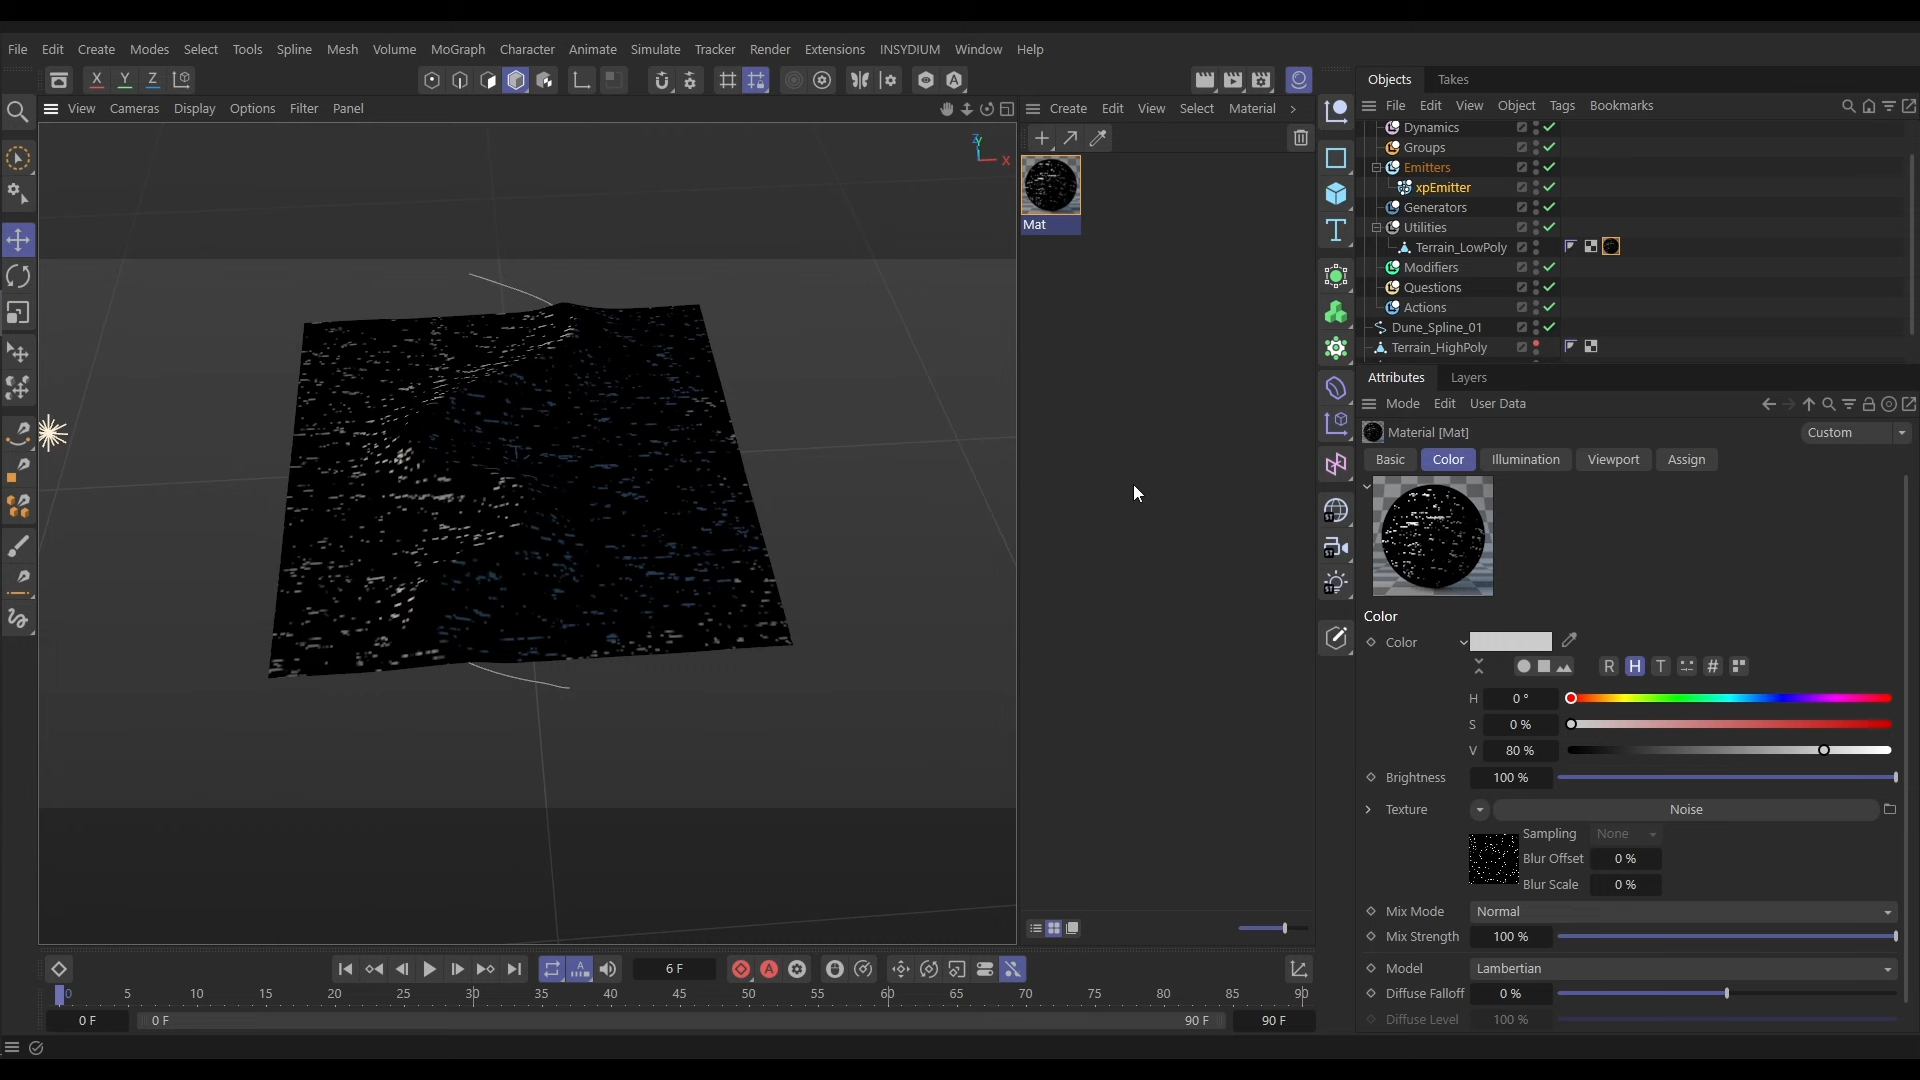 File Edit Create Modes Select Tools Spline Mesh Volume MoGraph Character Animate Simulate Tracker Render Extensions INSYDIUM Window Help
X Y Z
Objects Takes
View Cameras Display Options Filter Panel
Create Edit View Select Material
File Edit View Object Tags Bookmarks
Y
X
Mat
Dynamics
Groups
Emitters
xpEmitter
Generators
Utilities
Terrain_LowPoly
Modifiers
Questions
Actions
Dune_Spline_01
Terrain_HighPoly
Attributes Layers
Mode Edit User Data
Material [Mat] Custom
Basic Color Illumination Viewport Assign
Color
Color
R H T #
H 0 °
S 0 %
V 80 %
Brightness 100 %
Texture Noise
Sampling None
Blur Offset 0 %
Blur Scale 0 %
Mix Mode Normal
Mix Strength 100 %
Model Lambertian
Diffuse Falloff 0 %
Diffuse Level 100 %
6 F
0 5 10 15 20 25 30 35 40 45 50 55 60 65 70 75 80 85 90
0 F 0 F 90 F 90 F